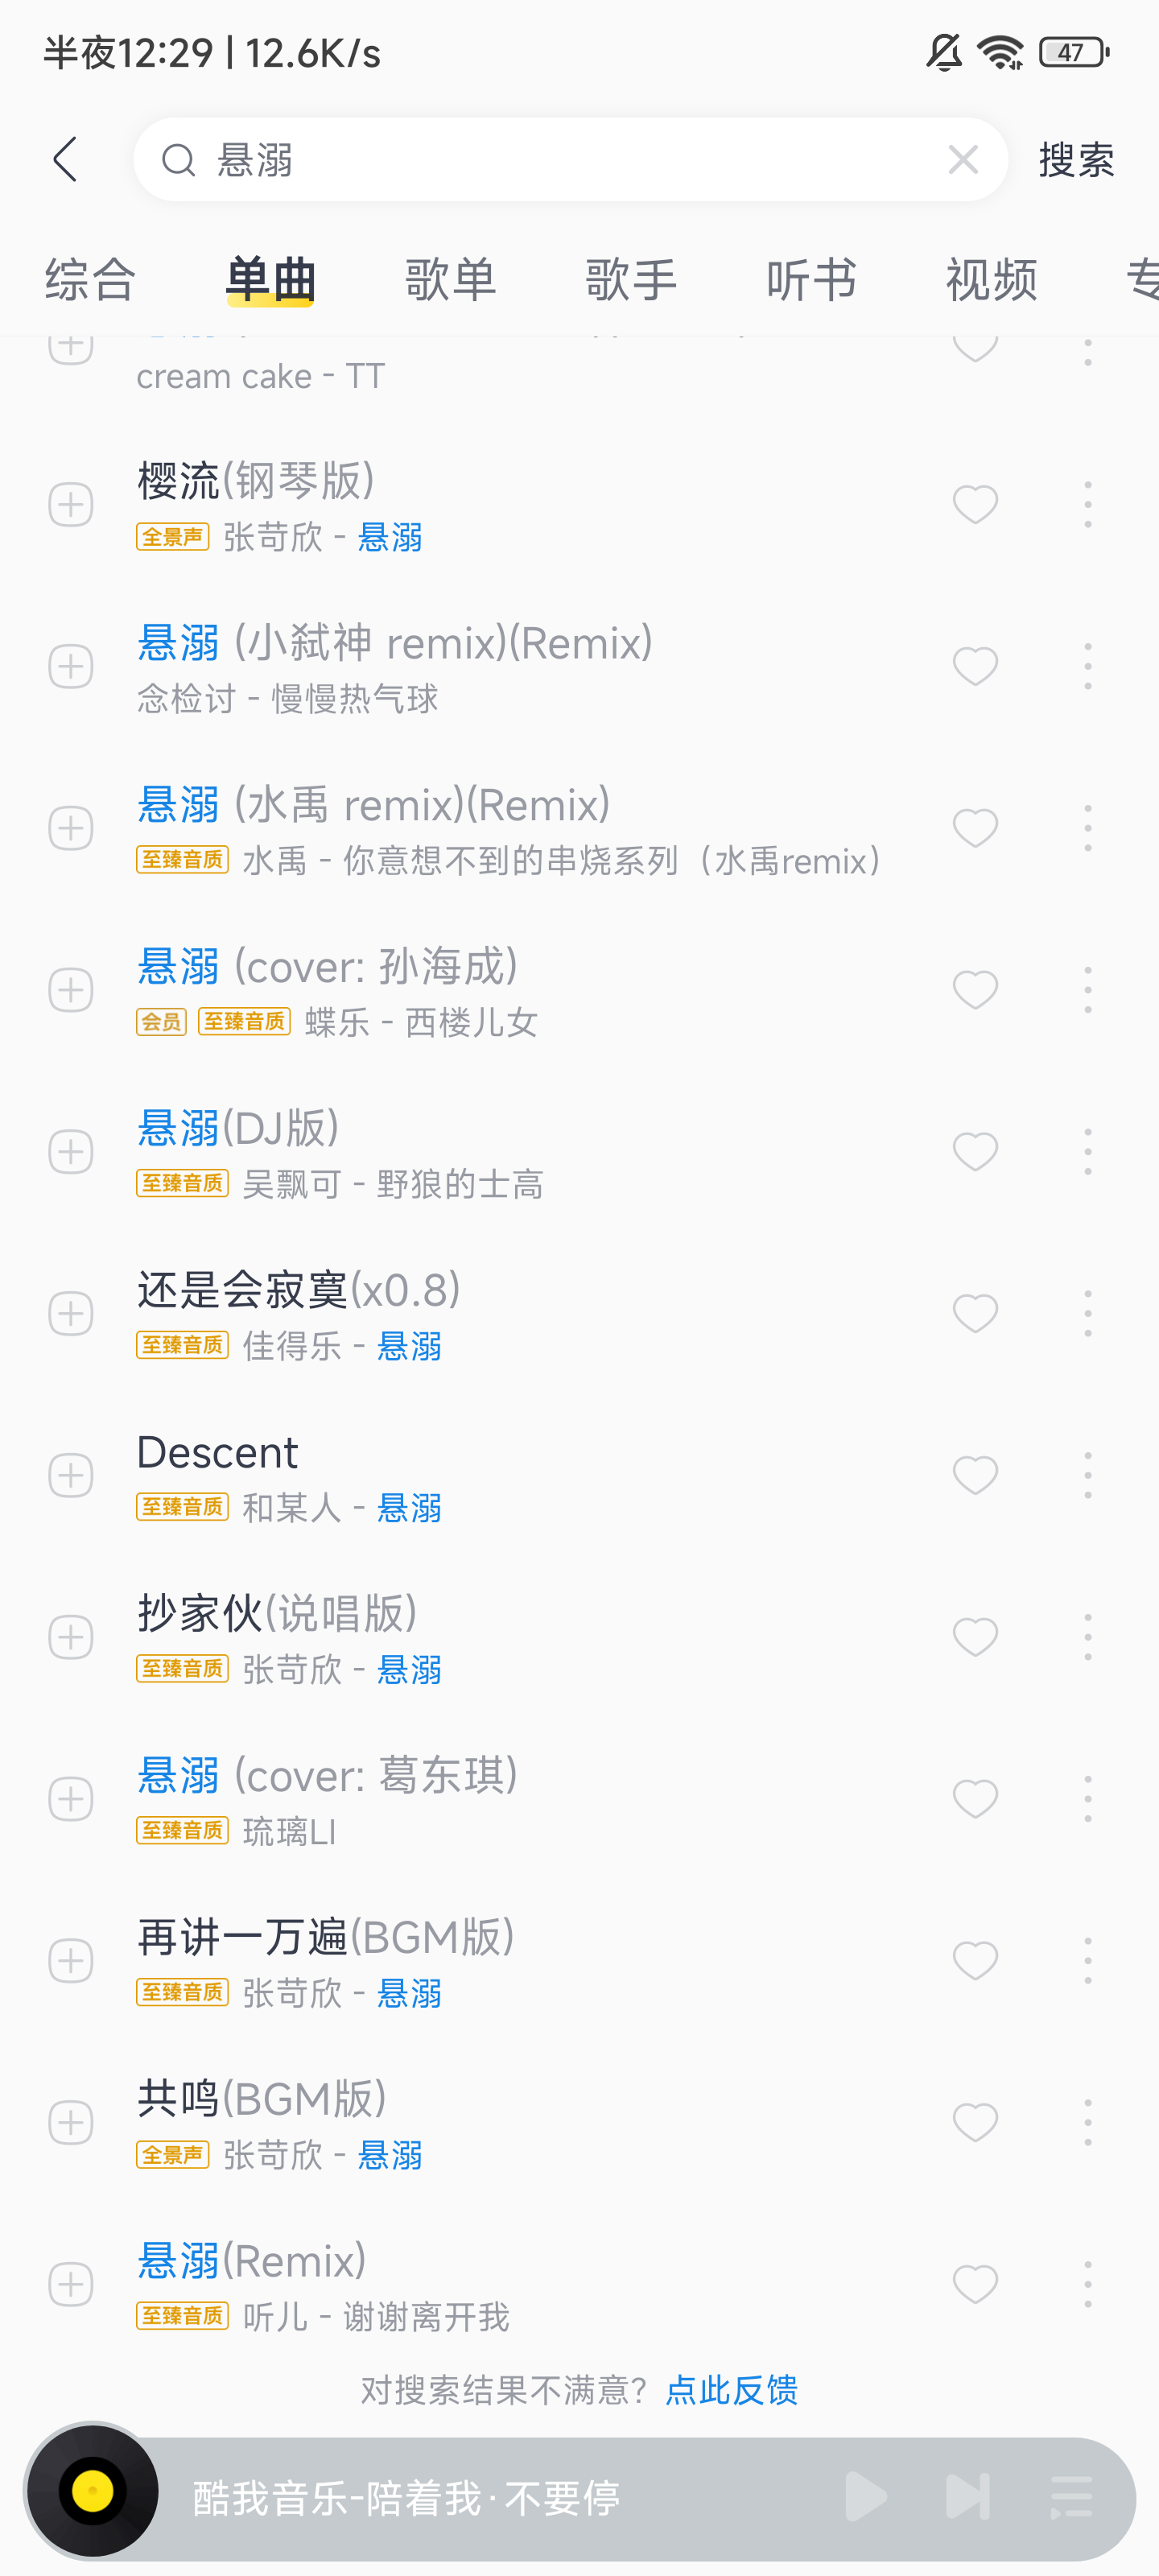 半夜12:29 | 12.6K/s
47
悬溺
搜索
综合 单曲 歌单 歌手 听书 视频
cream cake - TT
樱流(钢琴版)
全景声 张苛欣 - 悬溺
悬溺 (小弑神 remix)(Remix)
念检讨 - 慢慢热气球
悬溺 (水禹 remix)(Remix)
至臻音质 水禹 - 你意想不到的串烧系列（水禹remix）
悬溺 (cover: 孙海成)
会员 至臻音质 蝶乐 - 西楼儿女
悬溺(DJ版)
至臻音质 吴飘可 - 野狼的士高
还是会寂寞(x0.8)
至臻音质 佳得乐 - 悬溺
Descent
至臻音质 和某人 - 悬溺
抄家伙(说唱版)
至臻音质 张苛欣 - 悬溺
悬溺 (cover: 葛东琪)
至臻音质 琉璃LI
再讲一万遍(BGM版)
至臻音质 张苛欣 - 悬溺
共鸣(BGM版)
全景声 张苛欣 - 悬溺
悬溺(Remix)
至臻音质 听儿 - 谢谢离开我
对搜索结果不满意？点此反馈
酷我音乐-陪着我·不要停